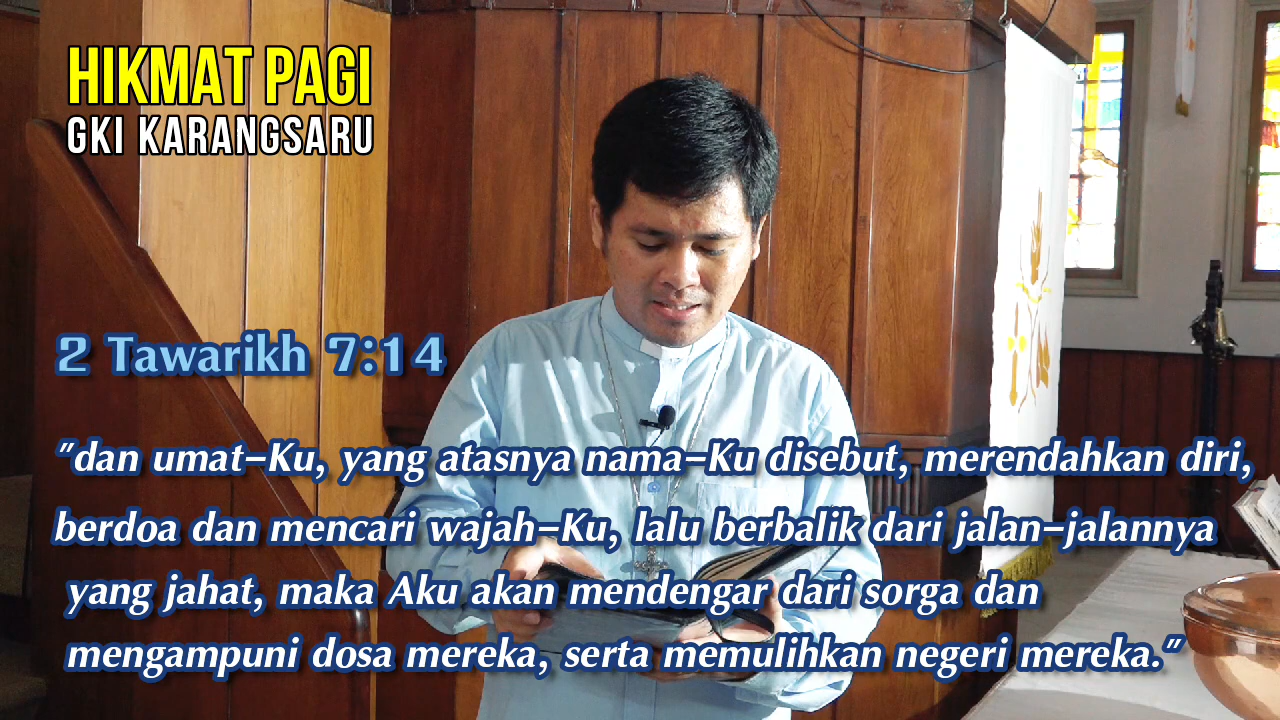 HIKMAT PAGI
GKI KARANGSARU
2 Tawarikh 7:14
"dan umat-Ku, yang atasnya nama-Ku disebut, merendahkan diri,
berdoa dan mencari wajah-Ku, lalu berbalik dari jalan-jalannya
yang jahat, maka Aku akan mendengar dari sorga dan
mengampuni dosa mereka, serta memulihkan negeri mereka."